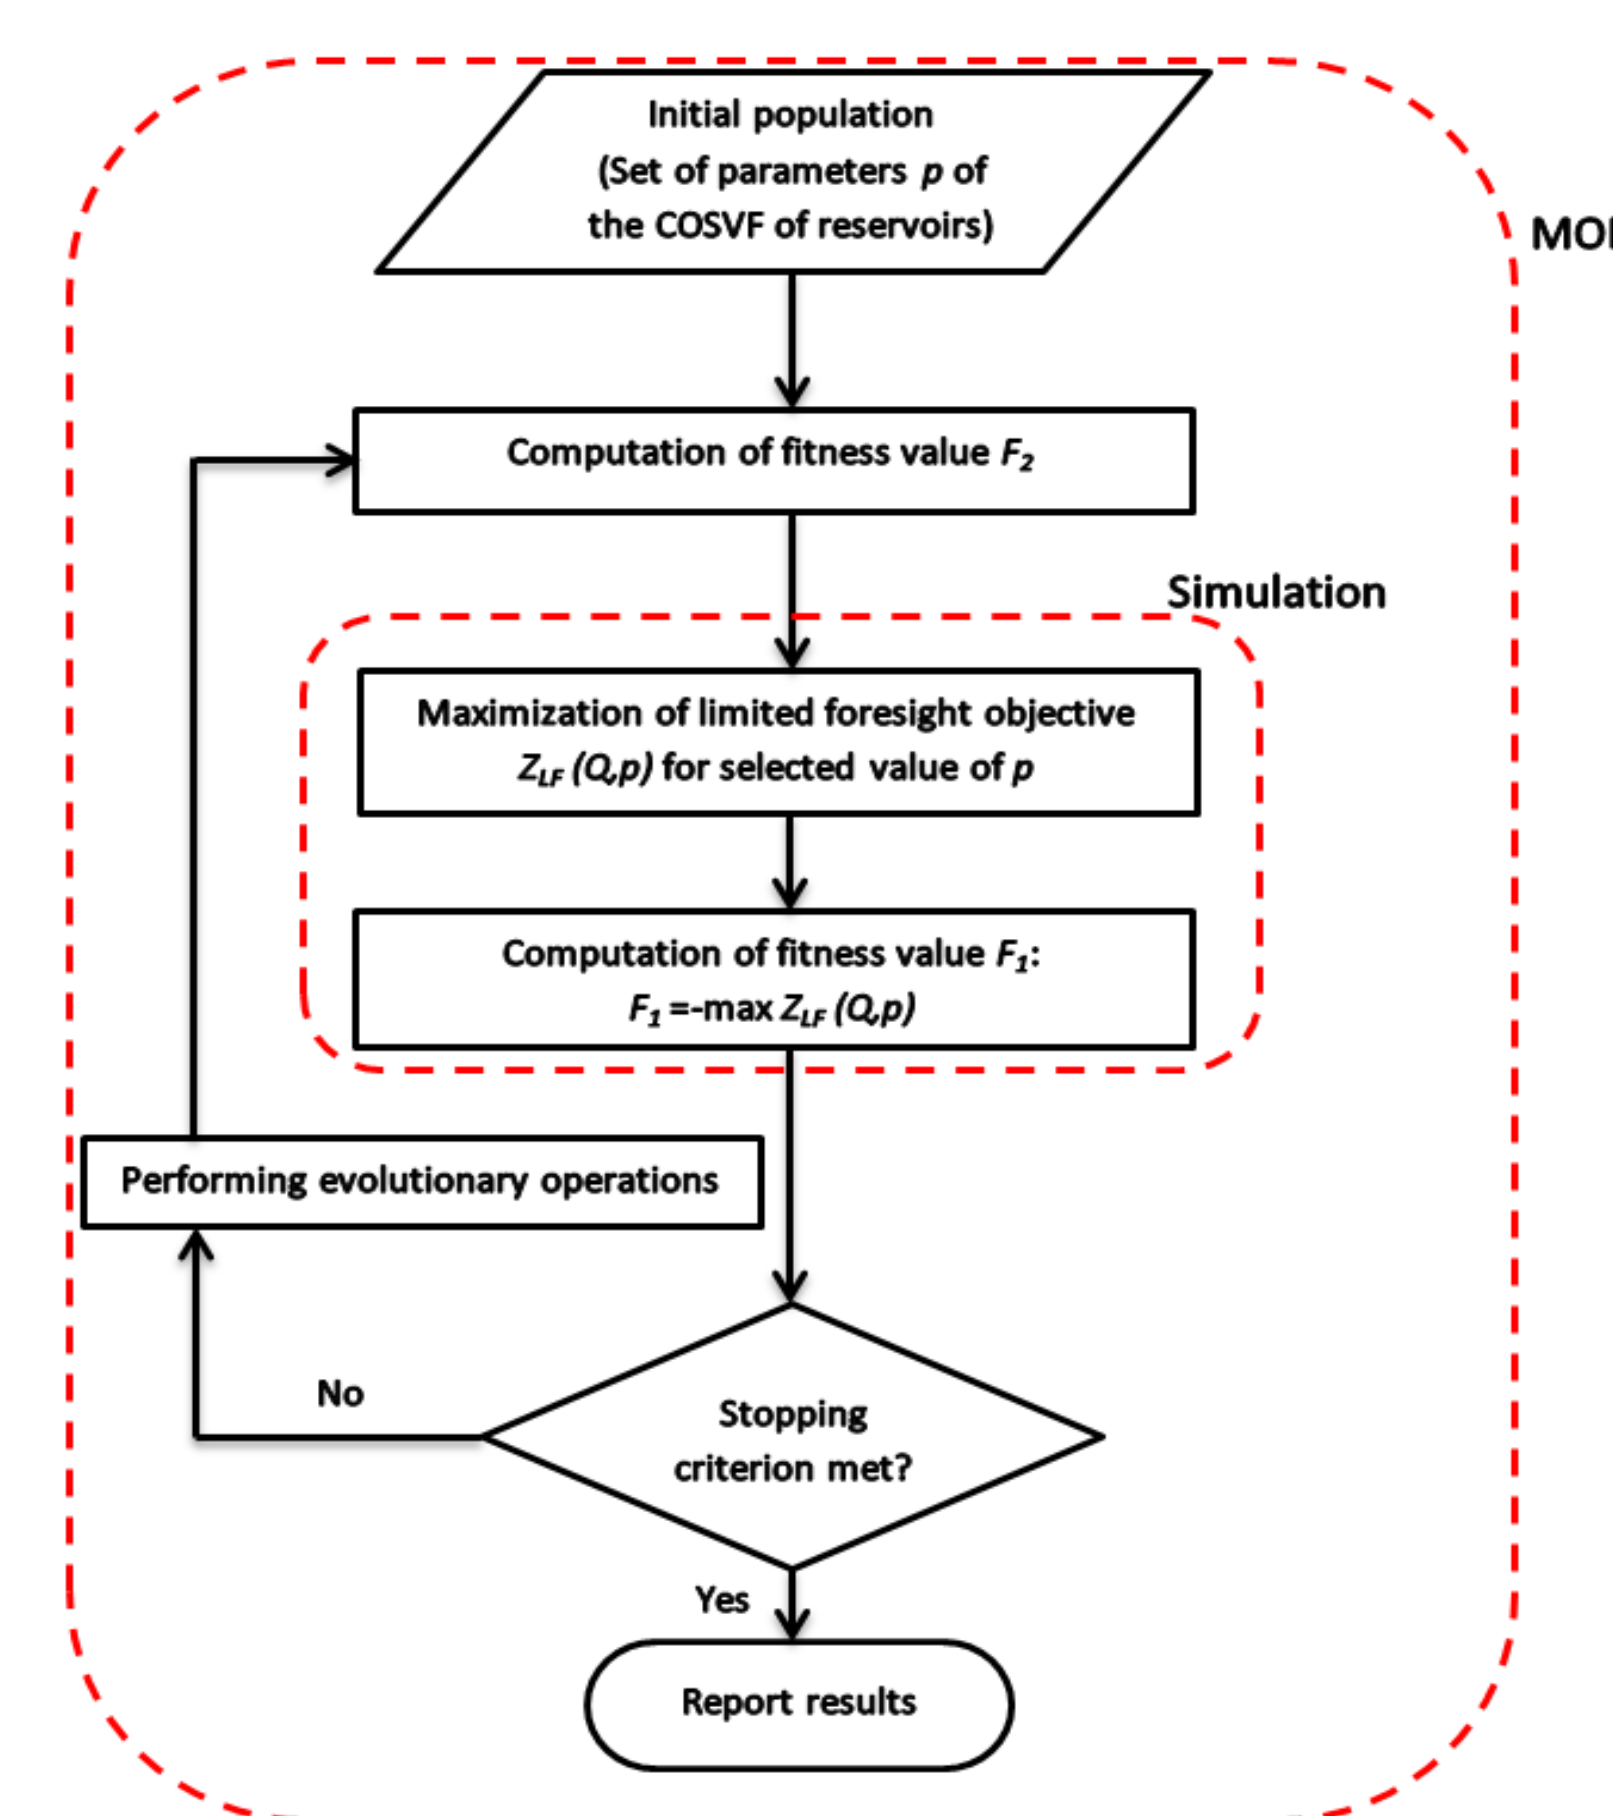 Initial population
(Set of parameters p of
the COSVF of reservoirs)
Computation of fitness value F₂
Simulation
Maximization of limited foresight objective
Z_LF (Q,p) for selected value of p
Computation of fitness value F₁:
F₁ =-max Z_LF (Q,p)
Performing evolutionary operations
No
Stopping
criterion met?
Yes
Report results